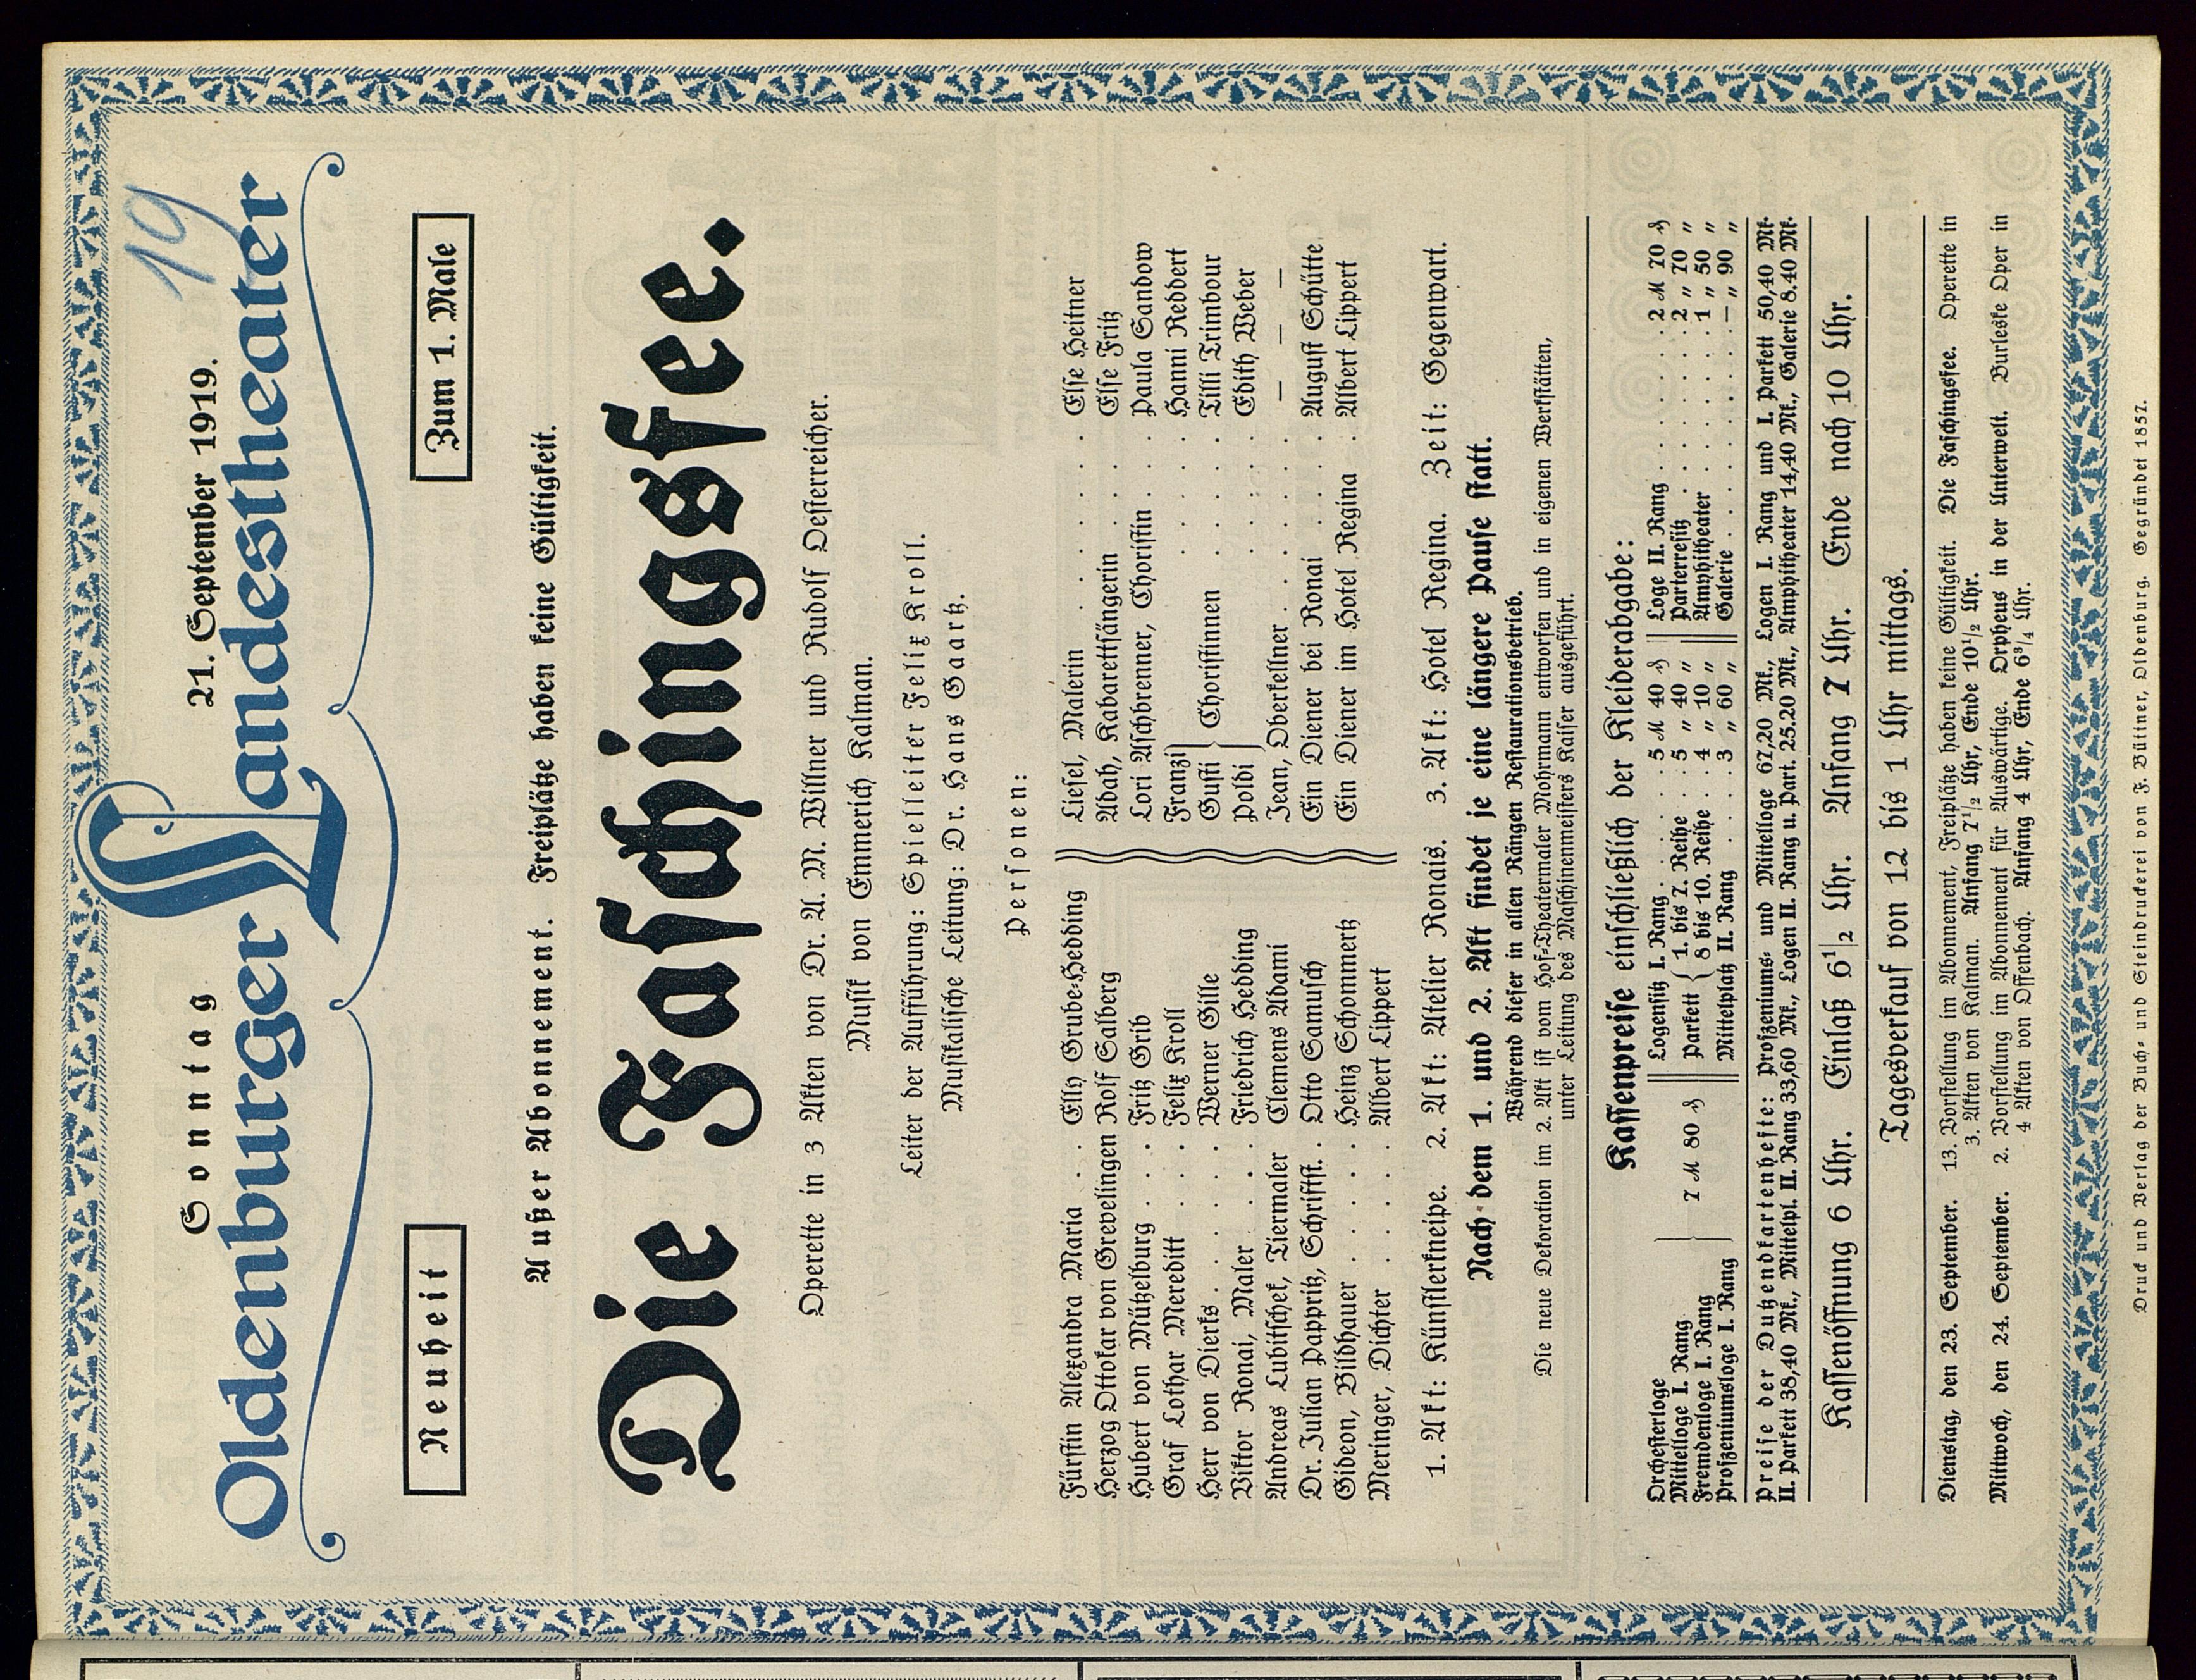 19
Sonntag 21. September 1919.
Oldenburger Landestheater
Neuheit Zum 1. Male
Außer Abonnement. Freiplätze haben keine Gültigkeit.
Die Faschingsfee.
Operette in 3 Akten von Dr. A. M. Willner und Rudolf Oesterreicher.
Musik von Emmerich Kalman.
Leiter der Aufführung: Spielleiter Felix Kroll.
Musikalische Leitung: Dr. Hans Gaartz.
Personen:
Fürstin Alexandra Maria . . Elly Grube-Hedding
Herzog Ottokar von Grevelingen Rolf Salberg
Hubert von Mützelburg . . . Fritz Grib
Graf Lothar Mereditt . . . Felix Kroll
Herr von Dierks . . . . . Werner Gille
Viktor Ronai, Maler . . . . Friedrich Hedding
Andreas Lubitschek, Tiermaler Clemens Adami
Dr. Julian Pappritz, Schriftst. . Otto Samusch
Gideon, Bildhauer . . . . . Heinz Schommertz
Meringer, Dichter . . . . Albert Lippert
Liesel, Malerin . . . . . . Else Heitner
Adah, Kabarettsängerin . . . Else Fritz
Lori Aschbrenner, Choristin . . Paula Sandow
Franzi . . . . Hanni Reddert
Gusti } Choristinnen . . . . Tilli Trimbour
Poldi . . . . Edith Weber
Jean, Oberkellner . . . . . . — — —
Ein Diener bei Ronai . . . . August Schütte
Ein Diener im Hotel Regina . Albert Lippert
1. Akt: Künstlerkneipe. 2. Akt: Atelier Ronais. 3. Akt: Hotel Regina. Zeit: Gegenwart.
Nach dem 1. und 2. Akt findet je eine längere Pause statt.
Während dieser in allen Rängen Restaurationsbetrieb.
Die neue Dekoration im 2. Akt ist vom Hof-Theatermaler Mohrmann entworfen und in eigenen Werkstätten,
unter Leitung des Maschinenmeisters Kaiser ausgeführt.
Kassenpreise einschließlich der Kleiderabgabe:
Orchesterloge
Mittelloge I. Rang
Fremdenloge I. Rang
Proszeniumsloge I. Rang
} 7 M 80 ₰
Logensitz I. Rang . . . . . 5 M 40 ₰
Parkett { 1. bis 7. Reihe . . 5 „ 40 „
8 bis 10. Reihe . 4 „ 10 „
Mittelplatz II. Rang . . . . 3 „ 60 „
Loge II. Rang . . . . . . 2 M 70 ₰
Parterresitz . . . . . . . 2 „ 70 „
Amphitheater . . . . . . 1 „ 50 „
Galerie . . . . . . . . — „ 90 „
Preise der Dutzendkartenhefte: Proszeniums- und Mittelloge 67,20 Mk., Logen I. Rang und I. Parkett 50,40 Mk.
II. Parkett 38,40 Mk., Mittelpl. II. Rang 33,60 Mk., Logen II. Rang u. Part. 25.20 Mk., Amphitheater 14,40 Mk., Galerie 8.40 Mk.
Kassenöffnung 6 Uhr. Einlaß 6 1/2 Uhr. Anfang 7 Uhr. Ende nach 10 Uhr.
Tagesverkauf von 12 bis 1 Uhr mittags.
Dienstag, den 23. September. 13. Vorstellung im Abonnement, Freiplätze haben keine Gültigkeit. Die Faschingsfee. Operette in
3. Akten von Kalman. Anfang 7 1/2 Uhr, Ende 10 1/2 Uhr.
Mittwoch, den 24. September. 2. Vorstellung im Abonnement für Auswärtige. Orpheus in der Unterwelt. Burleske Oper in
4 Akten von Offenbach. Anfang 4 Uhr, Ende 6 3/4 Uhr.
Druck und Verlag der Buch- und Steindruckerei von F. Büttner, Oldenburg. Gegründet 1857.